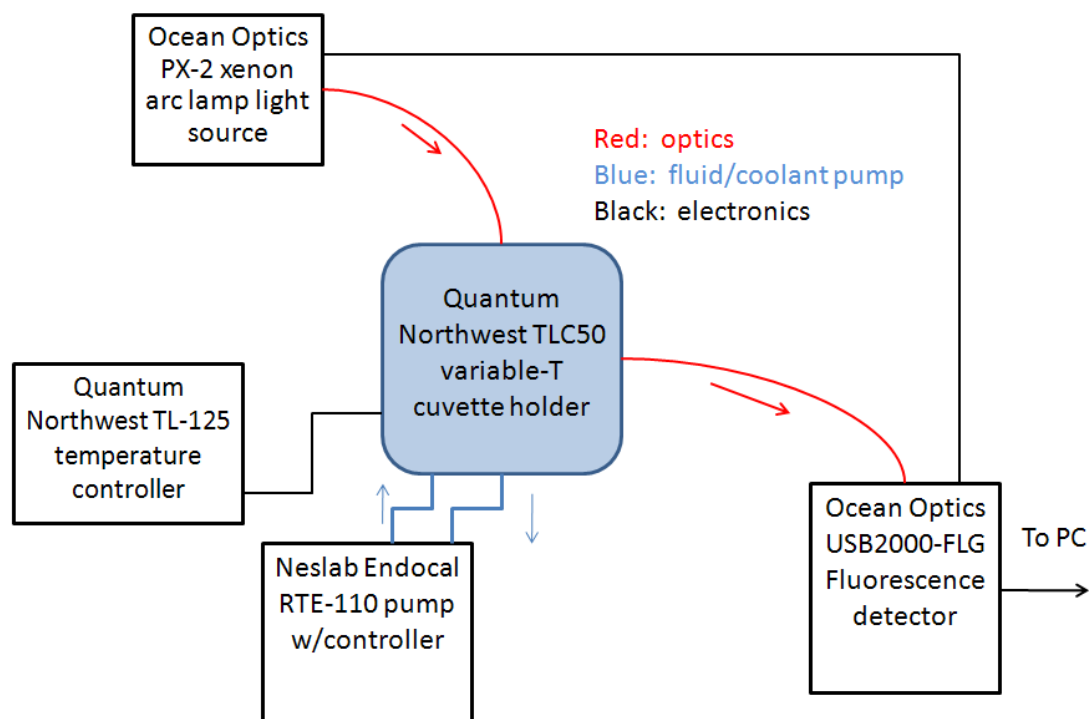 Ocean Optics
PX-2 xenon
arc lamp light
source
Red: optics
Blue: fluid/coolant pump
Black: electronics
Quantum
Northwest TLC50
variable-T
cuvette holder
Quantum
Northwest TL-125
temperature
controller
Neslab Endocal
RTE-110 pump
w/controller
Ocean Optics
USB2000-FLG
Fluorescence
detector
To PC